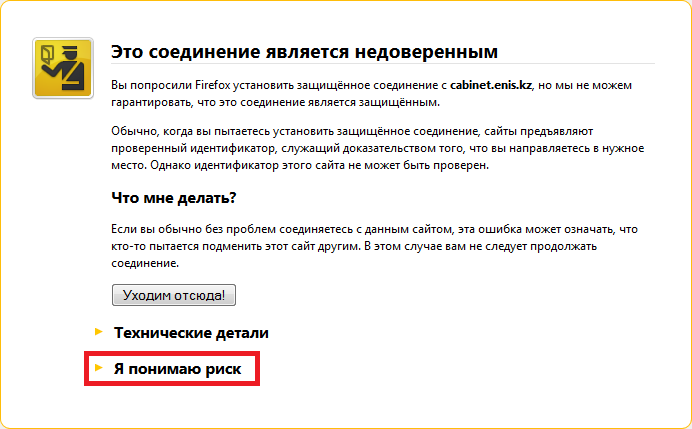 Это соединение является недоверенным
Вы попросили Firefox установить защищённое соединение с cabinet.enis.kz, но мы не можем
гарантировать, что это соединение является защищённым.
Обычно, когда вы пытаетесь установить защищённое соединение, сайты предъявляют
проверенный идентификатор, служащий доказательством того, что вы направляетесь в нужное
место. Однако идентификатор этого сайта не может быть проверен.
Что мне делать?
Если вы обычно без проблем соединяетесь с данным сайтом, эта ошибка может означать, что
кто-то пытается подменить этот сайт другим. В этом случае вам не следует продолжать
соединение.
Уходим отсюда!
Технические детали
Я понимаю риск